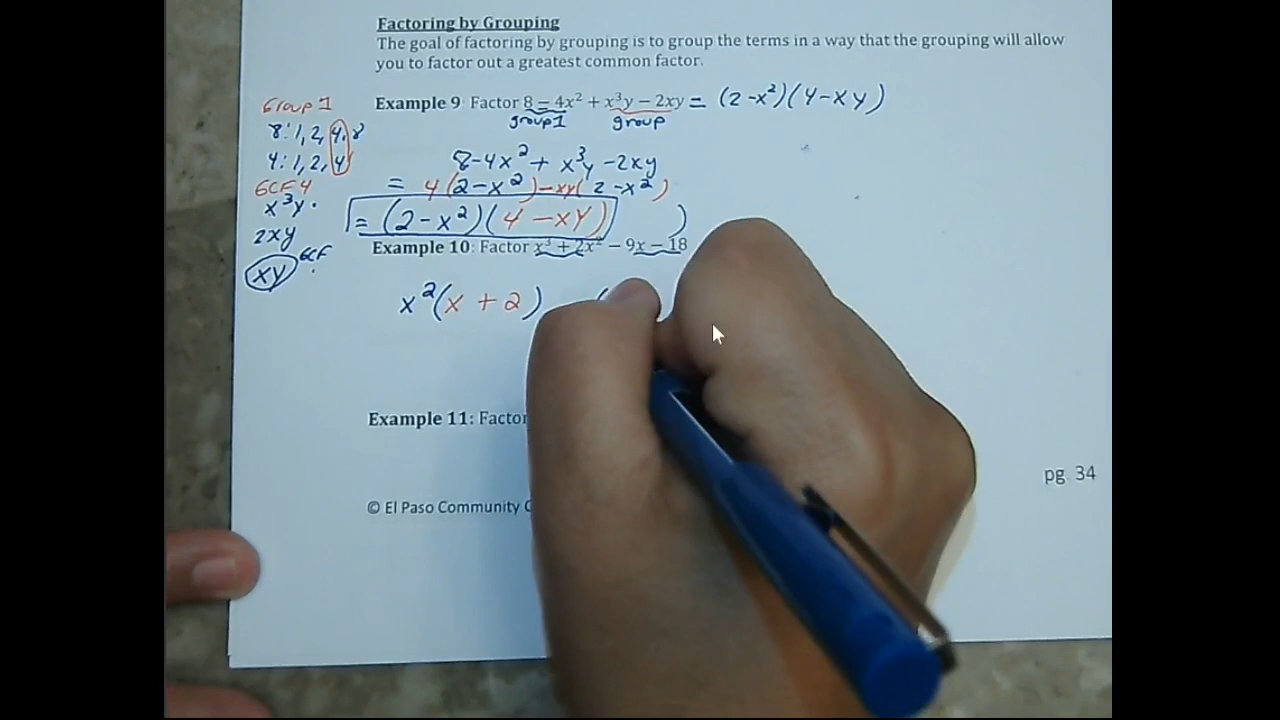 Factoring by Grouping
The goal of factoring by grouping is to group the terms in a way that the grouping will allow
you to factor out a greatest common factor.
Example 9: Factor 8 − 4x² + x³y − 2xy = (2-x²)(4-xy)
group1 group
Group 1
8: 1, 2, 4, 8
4: 1, 2, 4
GCF 4
x³y
2xy
xy GCF
8-4x² + x³y -2xy
= 4(2-x²)-xy(2-x²)
= (2-x²)(4-xy) )
Example 10: Factor x³ + 2x² − 9x − 18
x²(x + 2) (
Example 11: Factor
© El Paso Community
pg. 34